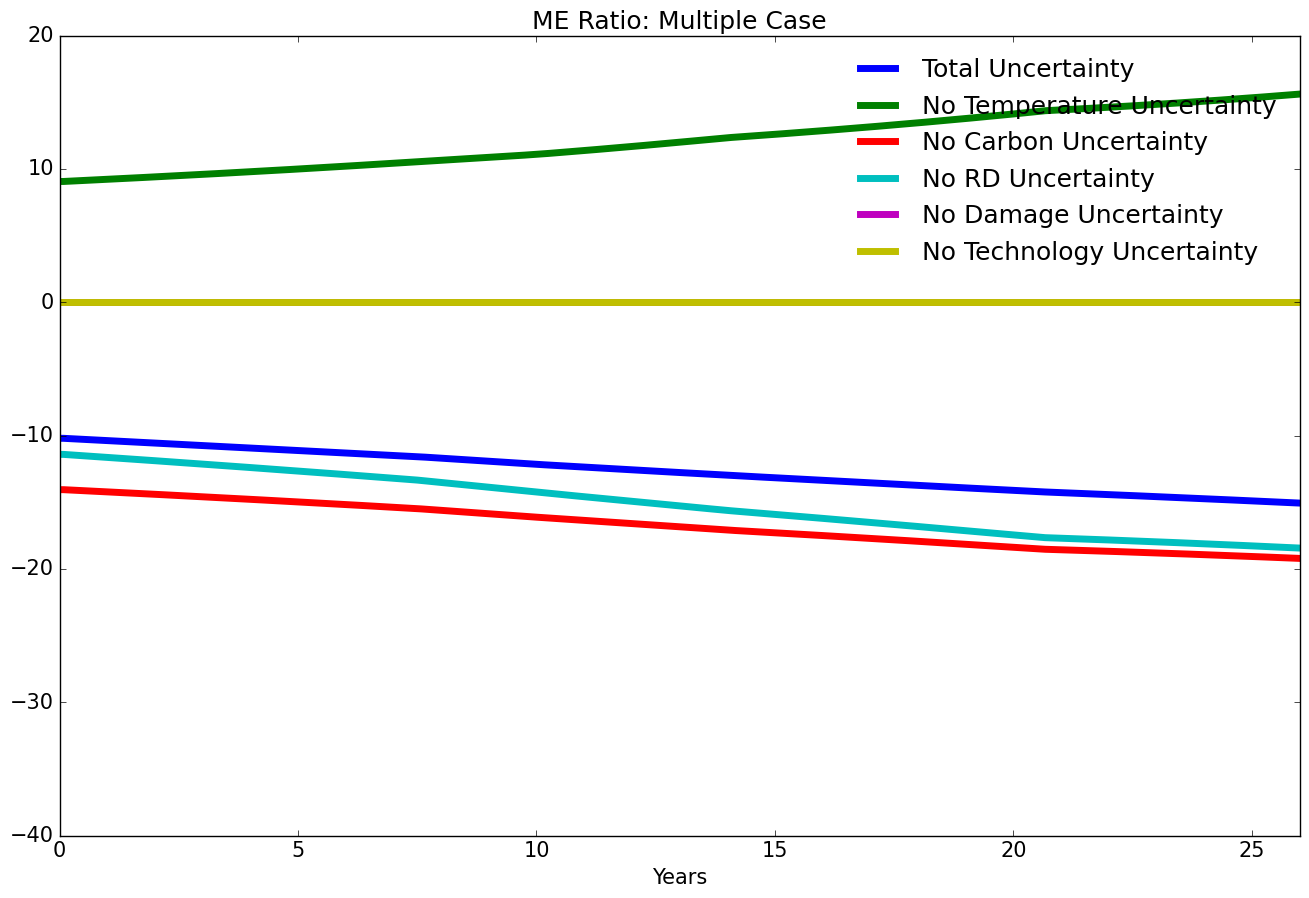 ME Ratio: Multiple Case
20
10
0
−10
−20
−30
−40
Total Uncertainty
No Temperature Uncertainty
No Carbon Uncertainty
No RD Uncertainty
No Damage Uncertainty
No Technology Uncertainty
0 5 10 15 20 25
Years